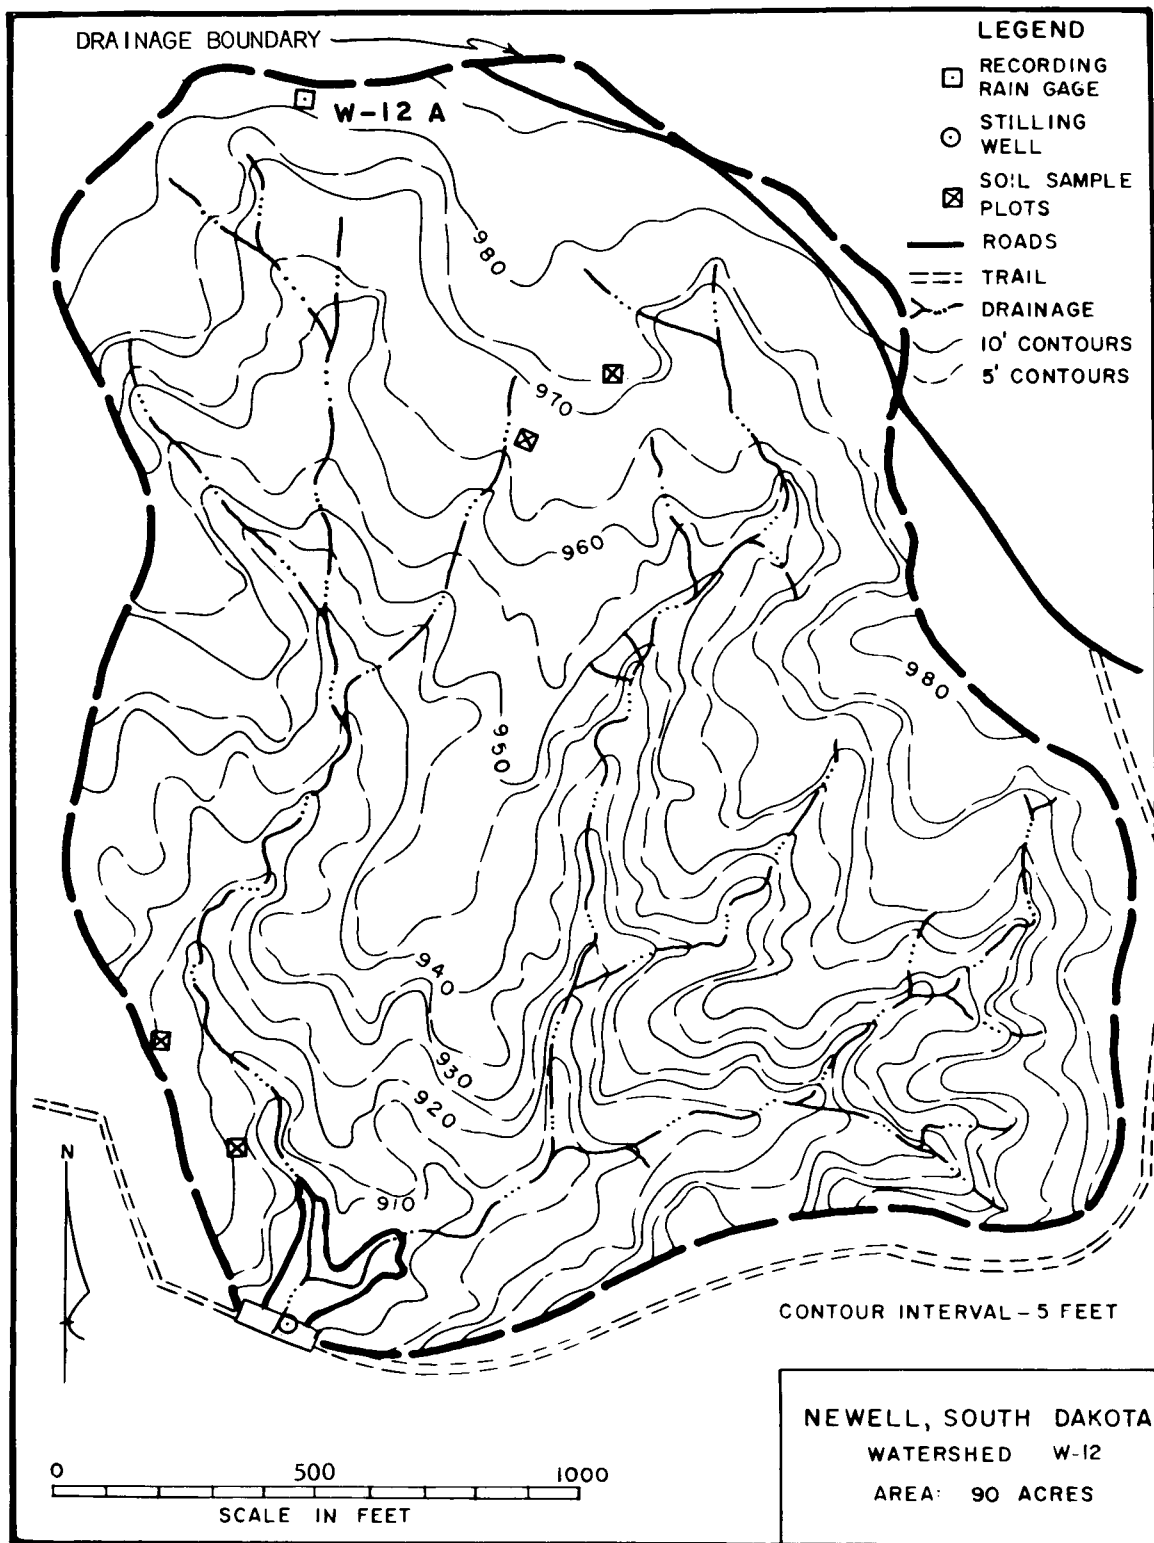 DRAINAGE BOUNDARY
W-12 A
LEGEND
RECORDING
RAIN GAGE
STILLING
WELL
SOIL SAMPLE
PLOTS
ROADS
TRAIL
DRAINAGE
10' CONTOURS
5' CONTOURS
980
970
960
980
950
940
930
920
910
N
CONTOUR INTERVAL - 5 FEET
NEWELL, SOUTH DAKOTA
WATERSHED W-12
AREA: 90 ACRES
0 500 1000
SCALE IN FEET